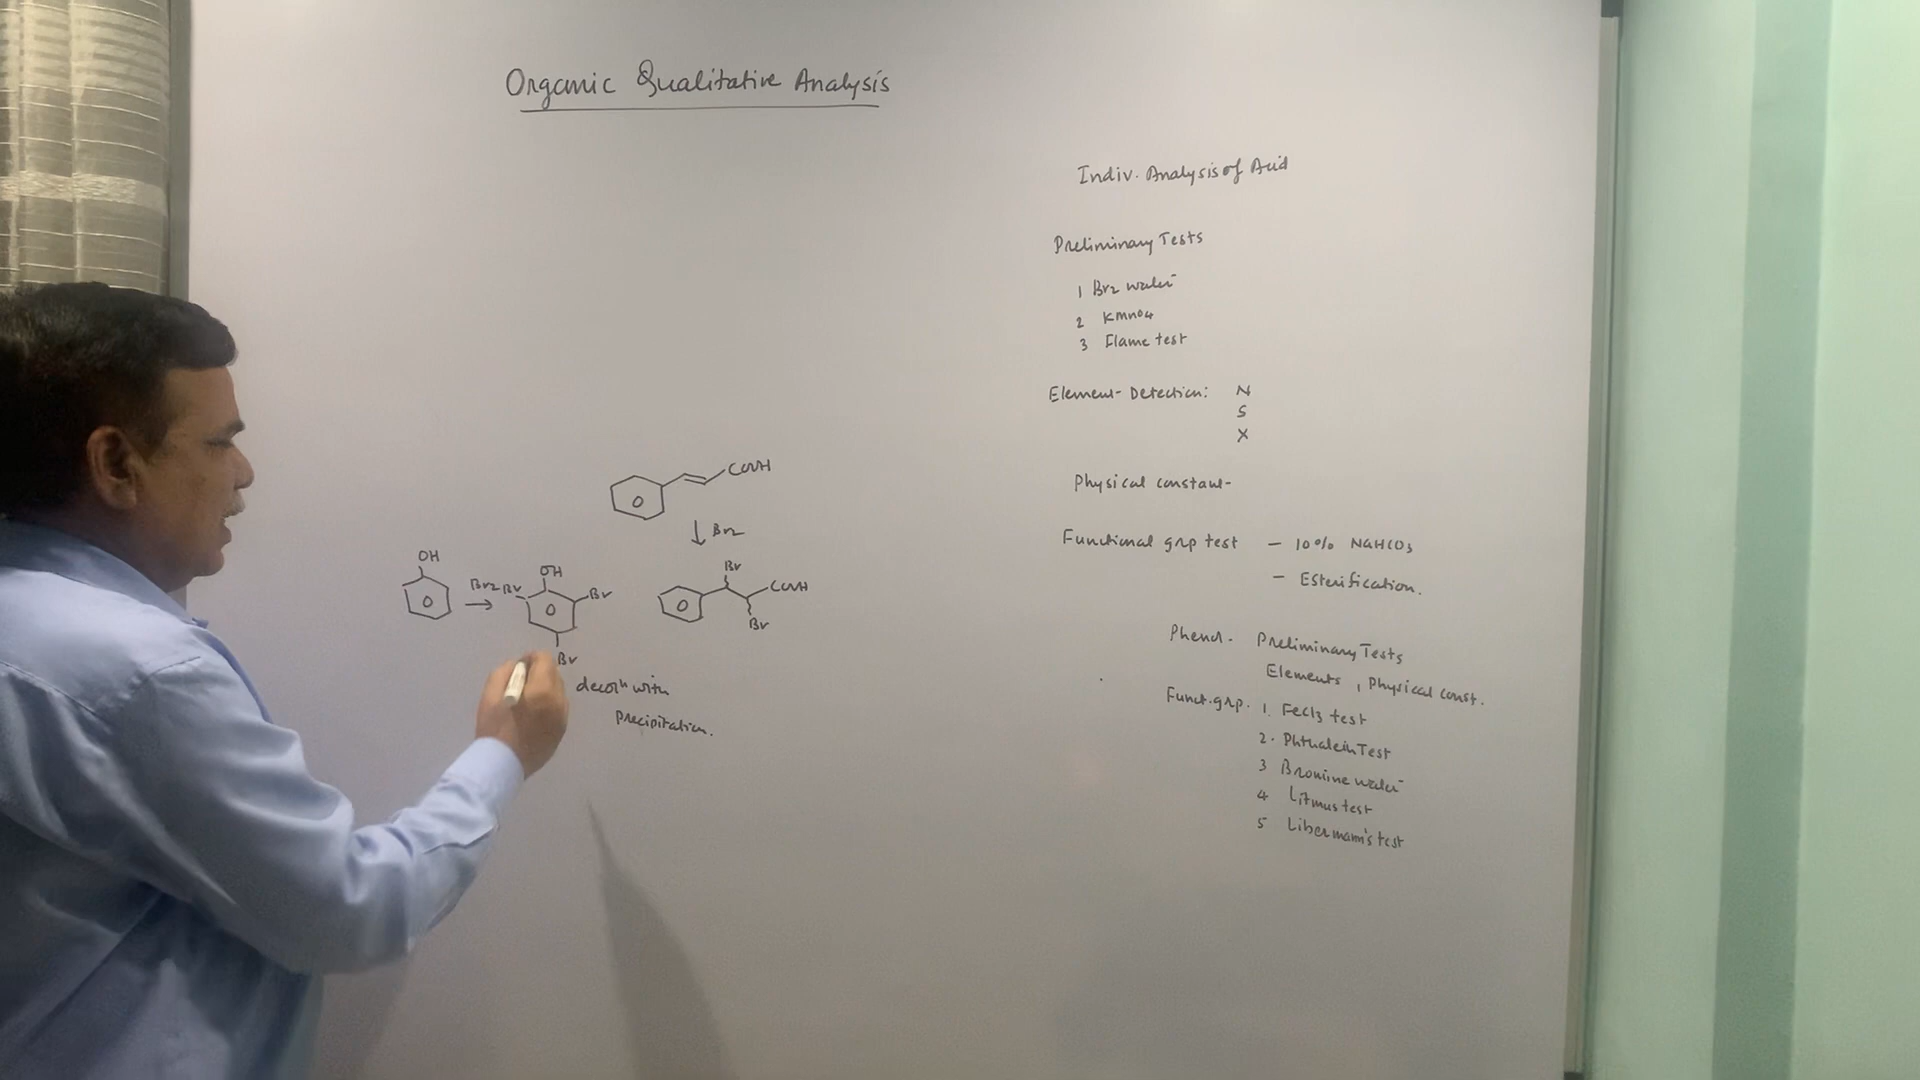 Organic Qualitative Analysis
Indiv. Analysis of Acid
Preliminary Tests
1 Br2 water
2 KMnO4
3 Flame test
Element Detection: N
S
X
Physical constant
Functional grp test - 10% NaHCO3
- Esterification.
Phenol. Preliminary Tests
Elements, Physical const.
Funct. grp. 1. FeCl3 test
2. Phthalein Test
3 Bromine water
4 Litmus test
5 Libermann's test
COOH
Br2
Br
COOH
Br
OH
Br2
OH
Br
Br
Br
decolⁿ with
Precipitation.